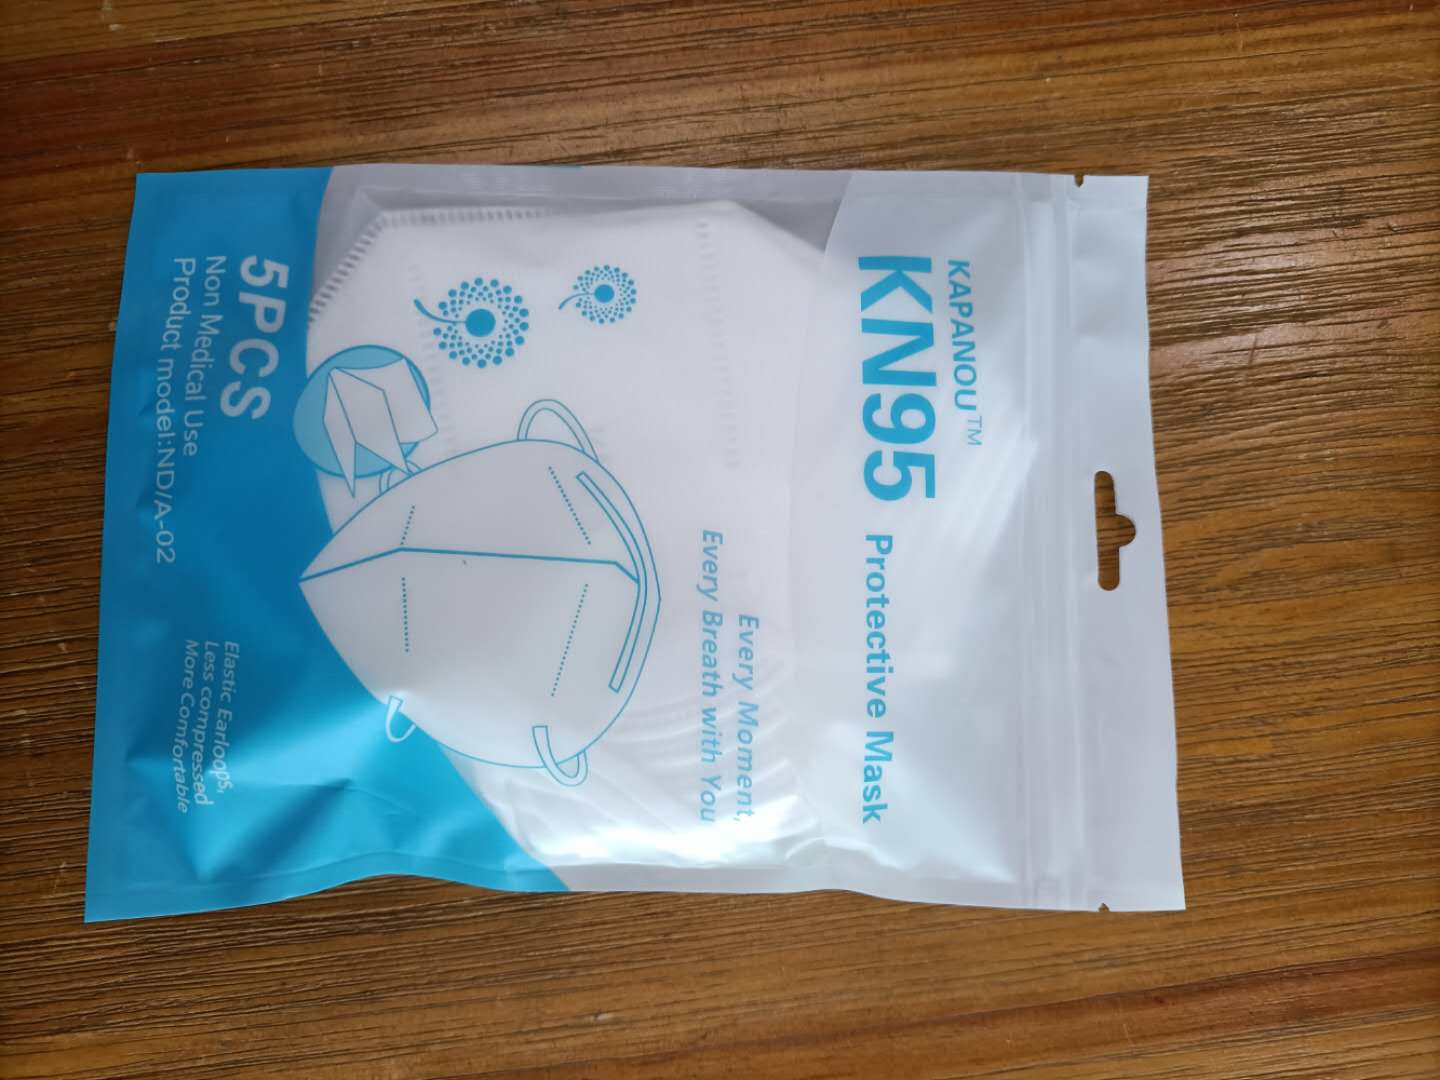 KAPANOU™
KN95 Protective Mask
Every Moment,
Every Breath with You
5PCS
Non Medical Use
Product model:ND/A-02
Elastic Earloops,
Less compressed
More Comfortable